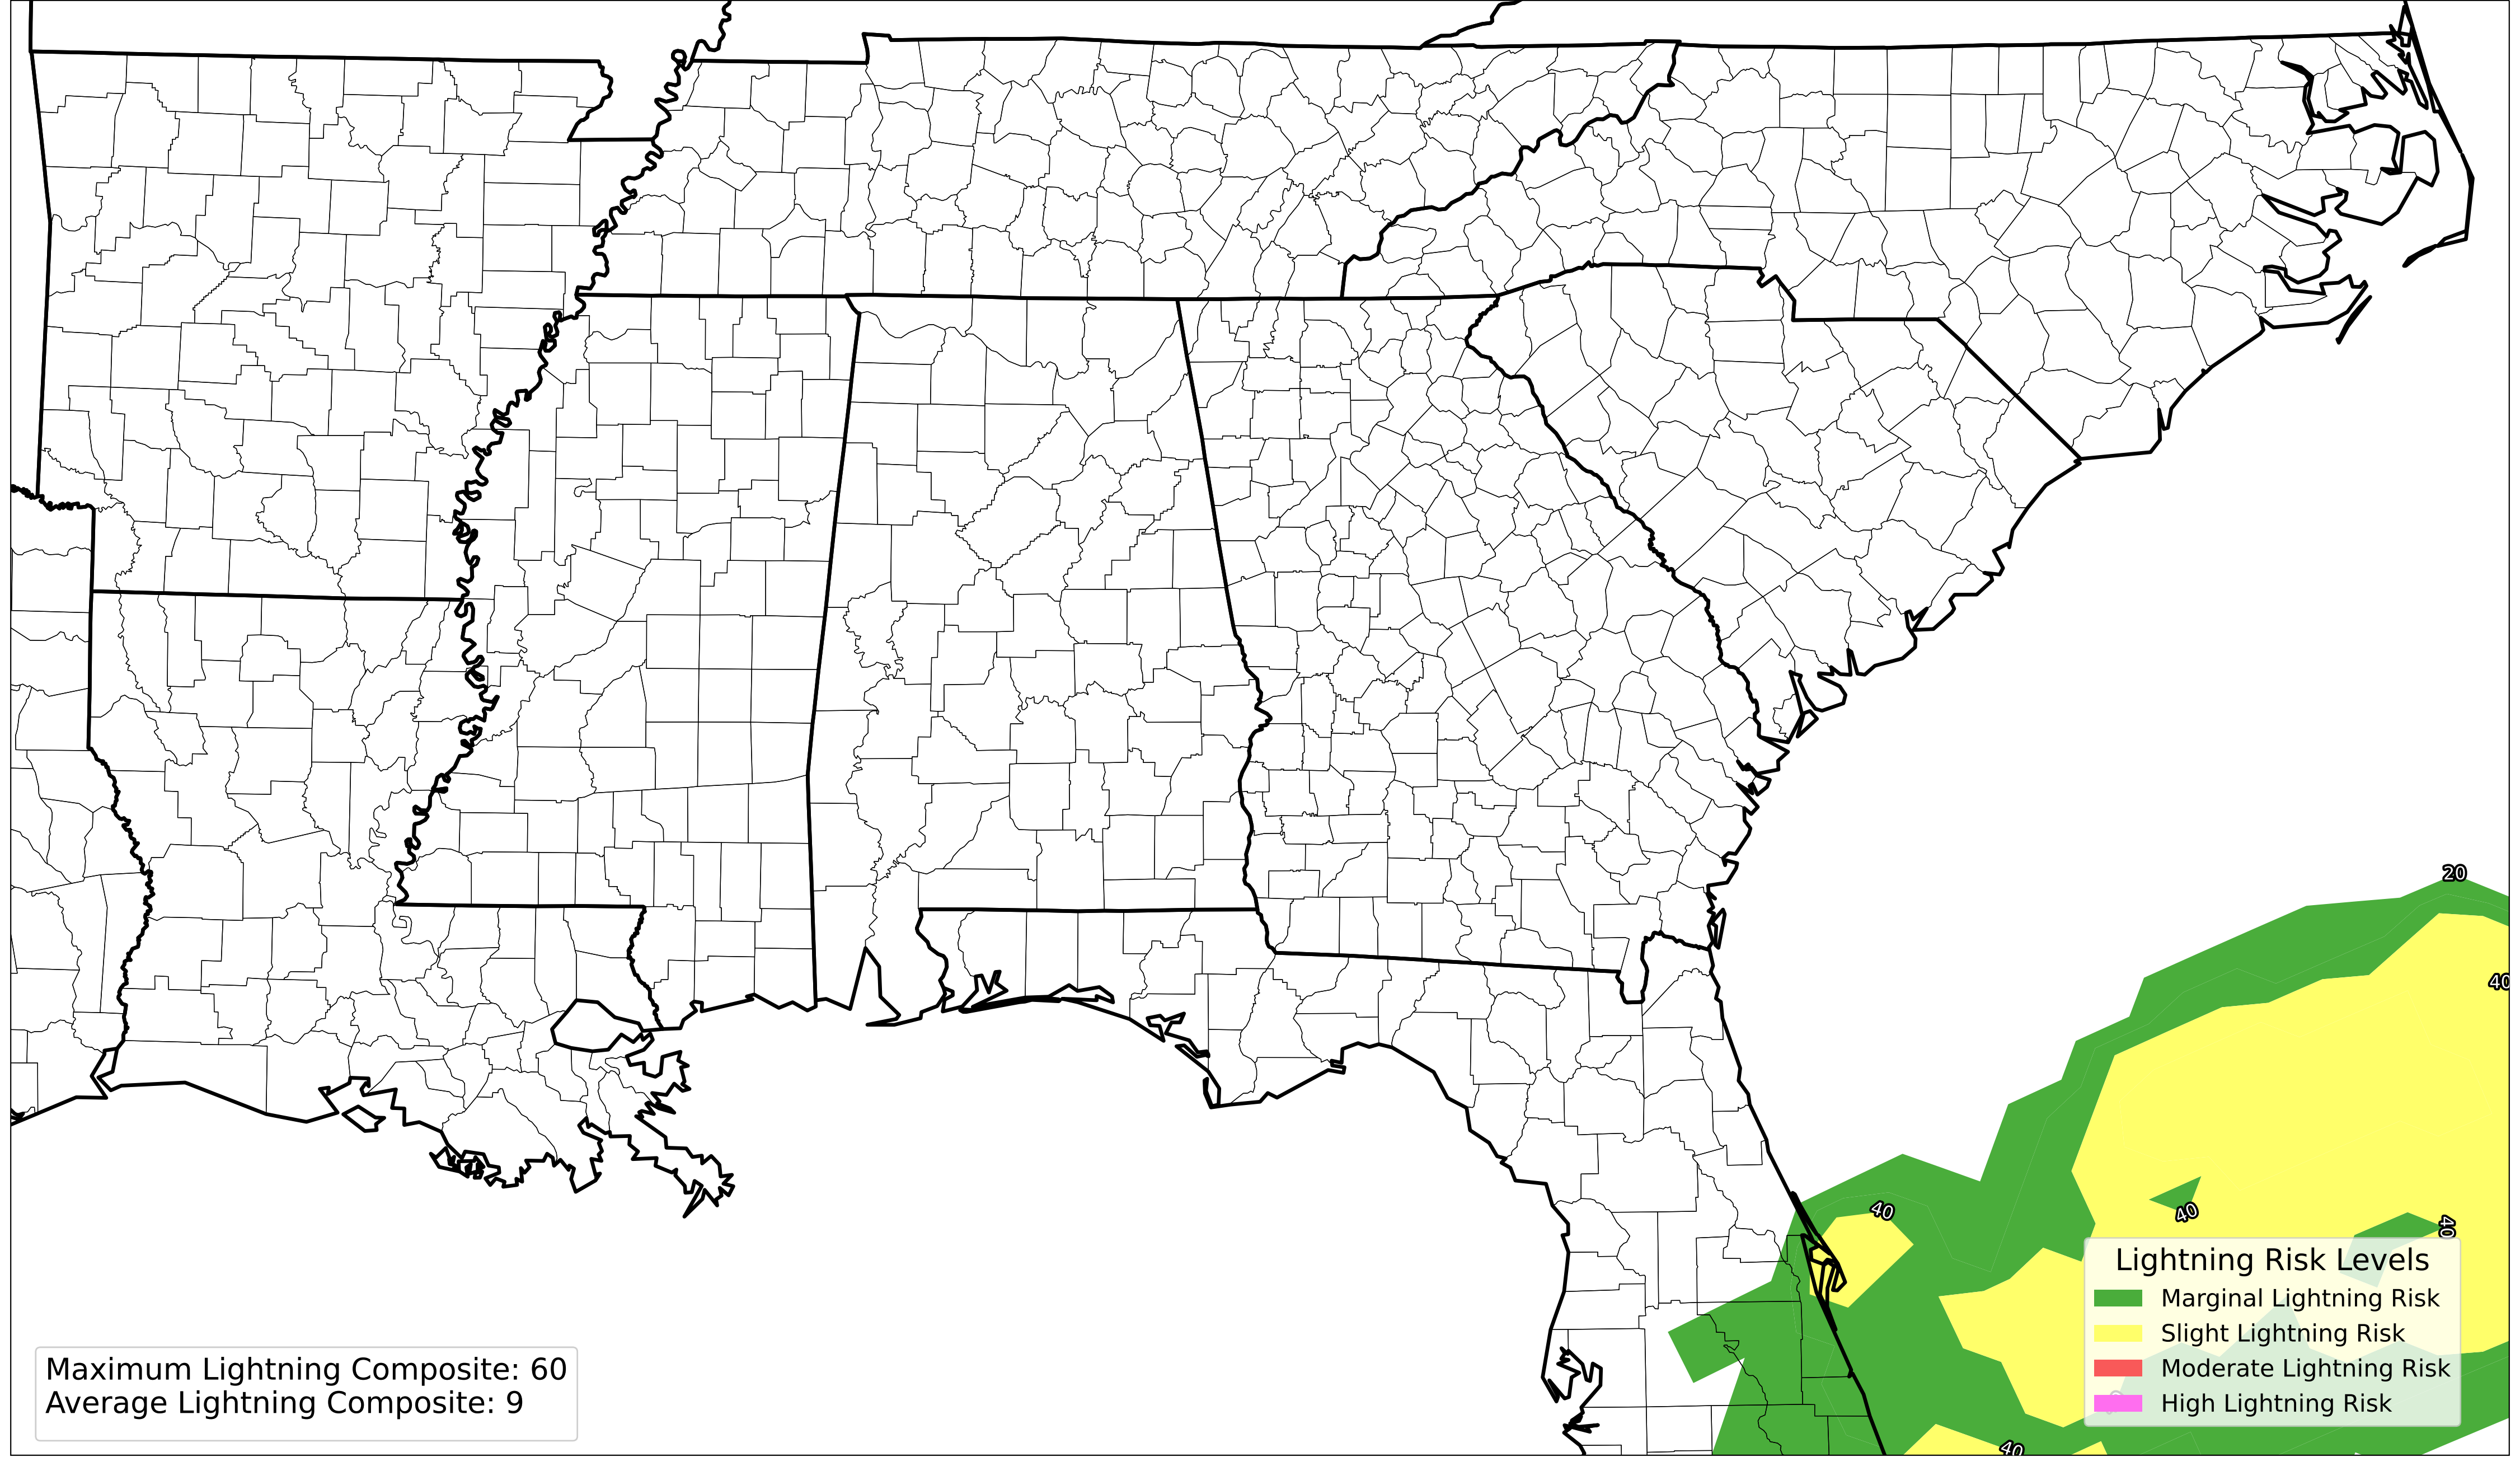 20
40
40
40
40
Lightning Risk Levels
Marginal Lightning Risk
Slight Lightning Risk
Moderate Lightning Risk
High Lightning Risk
Maximum Lightning Composite: 60
Average Lightning Composite: 9
40